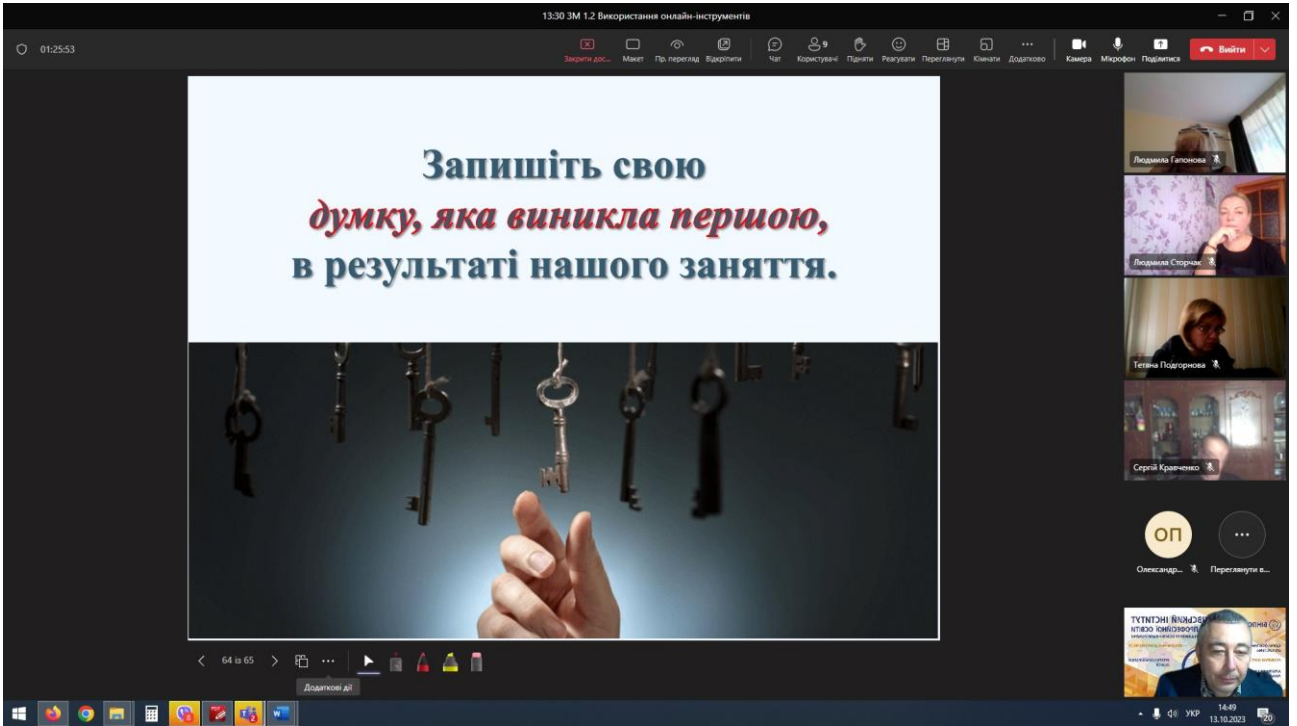 13:30 ЗМ 1.2 Використання онлайн-інструментів
01:25:53
Закрити дос...
Макет
Пр. перегляд
Відкріпити
Чат
9
Користувачі
Підняти
Реагувати
Переглянути
Кімнати
Додатково
Камера
Мікрофон
Поділитися
Вийти
Запишіть свою
думку, яка виникла першою,
в результаті нашого заняття.
Людмила Гапонова
Людмила Сторчак
Тетяна Подгорнова
Сергій Кравченко
ОП
Олександр...
Переглянути в...
64 із 65
Додаткові дії
УКР
14:49
13.10.2023
20